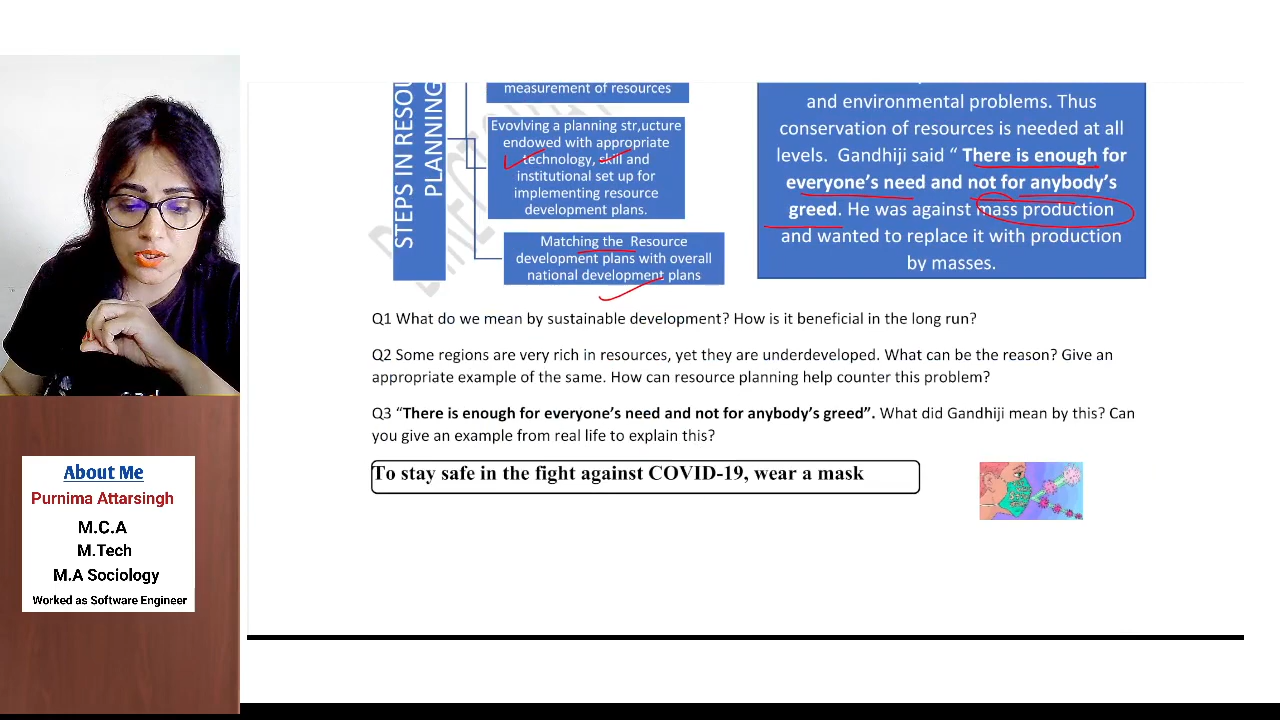 STEPS IN RESOU
PLANNING
measurement of resources
Evovlving a planning str,ucture
endowed with appropriate
technology, skill and
institutional set up for
implementing resource
development plans.
Matching the Resource
development plans with overall
national development plans
and environmental problems. Thus
conservation of resources is needed at all
levels. Gandhiji said “ There is enough for
everyone’s need and not for anybody’s
greed. He was against mass production
and wanted to replace it with production
by masses.
Q1 What do we mean by sustainable development? How is it beneficial in the long run?
Q2 Some regions are very rich in resources, yet they are underdeveloped. What can be the reason? Give an
appropriate example of the same. How can resource planning help counter this problem?
Q3 “There is enough for everyone’s need and not for anybody’s greed”. What did Gandhiji mean by this? Can
you give an example from real life to explain this?
To stay safe in the fight against COVID-19, wear a mask
About Me
Purnima Attarsingh
M.C.A
M.Tech
M.A Sociology
Worked as Software Engineer